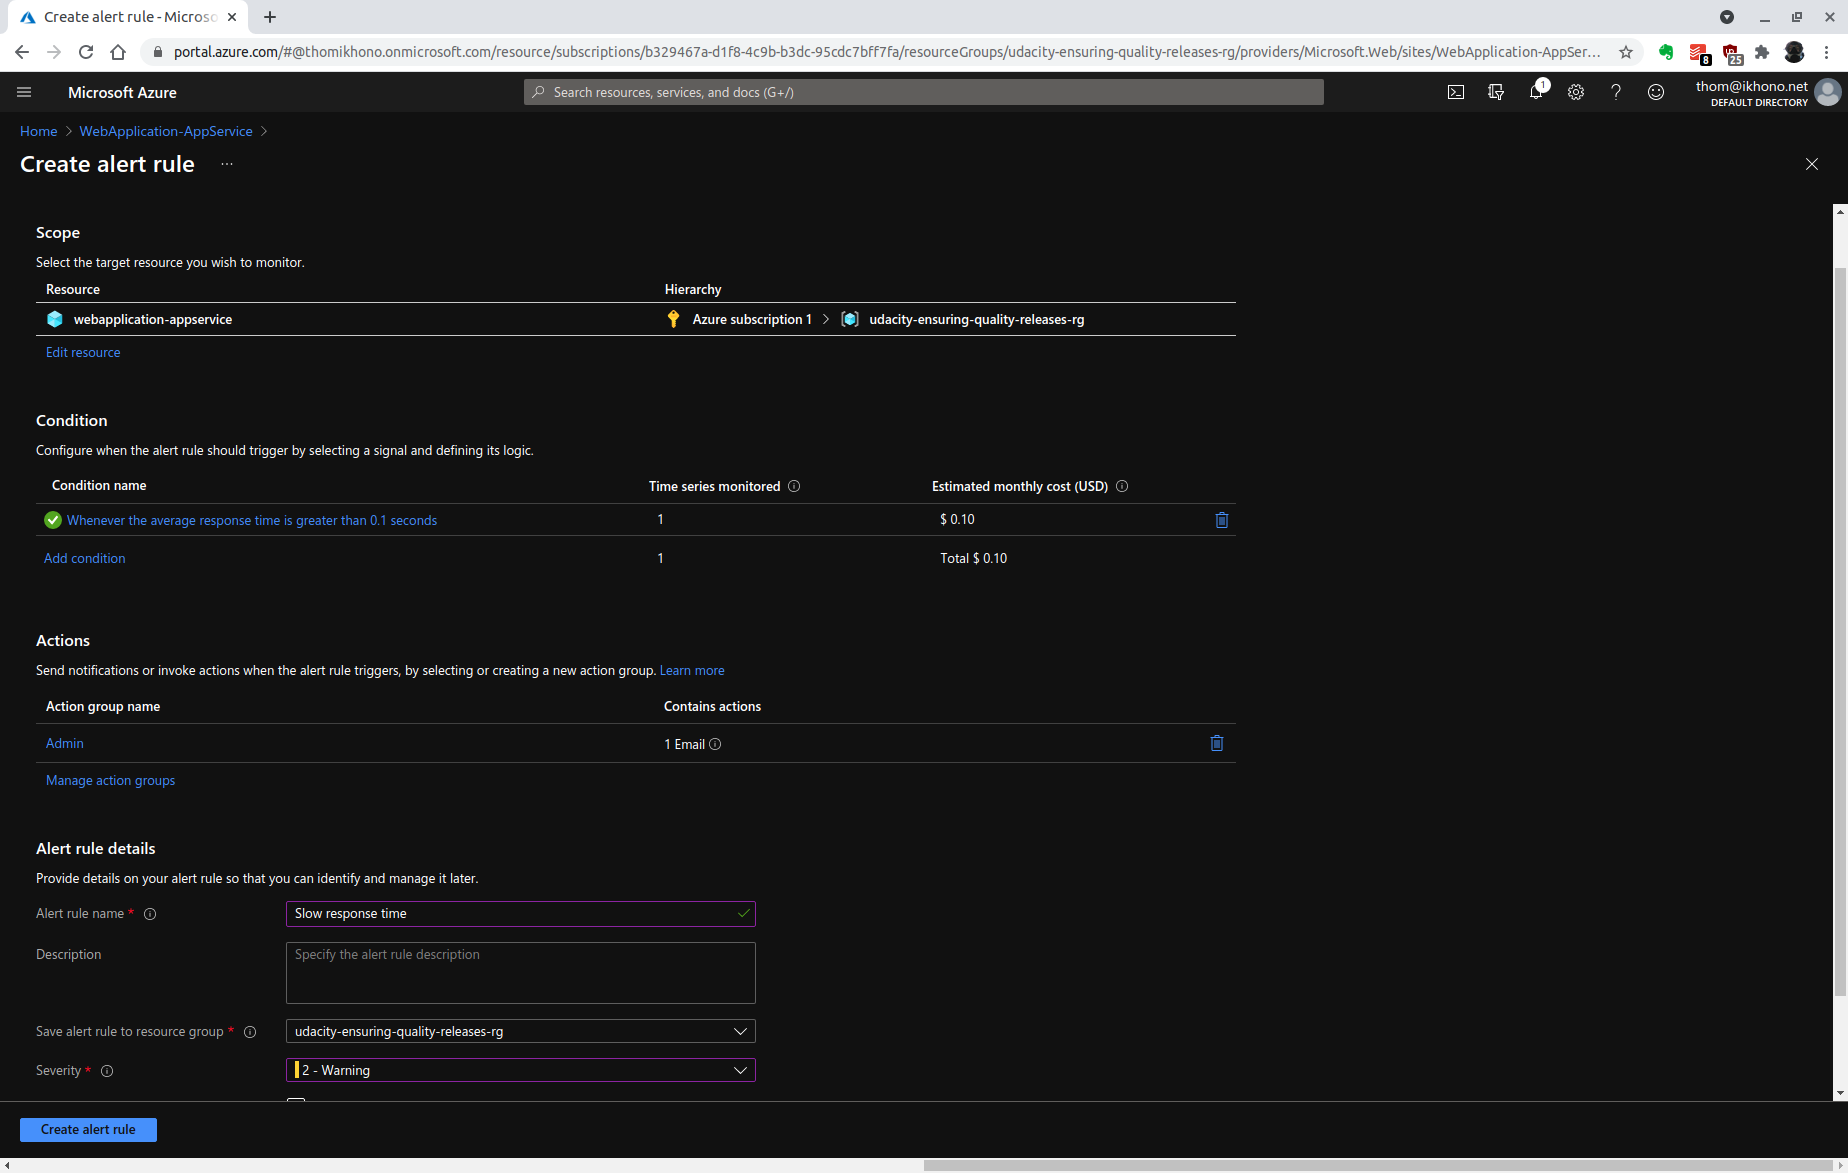 Create alert rule - Micros
portal.azure.com/#@thomikhono.onmicrosoft.com/resource/subscriptions/b329467a-d1f8-4c9b-b3dc-95cdc7bff7fa/resourceGroups/udacity-ensuring-quality-releases-rg/providers/Microsoft.Web/sites/WebApplication-AppSer...
8
25
Microsoft Azure
Search resources, services, and docs (G+/)
1
thom@ikhono.net
DEFAULT DIRECTORY
Home > WebApplication-AppService >
Create alert rule ...
Scope
Select the target resource you wish to monitor.
Resource Hierarchy
webapplication-appservice Azure subscription 1 > udacity-ensuring-quality-releases-rg
Edit resource
Condition
Configure when the alert rule should trigger by selecting a signal and defining its logic.
Condition name Time series monitored Estimated monthly cost (USD)
Whenever the average response time is greater than 0.1 seconds 1 $ 0.10
Add condition 1 Total $ 0.10
Actions
Send notifications or invoke actions when the alert rule triggers, by selecting or creating a new action group. Learn more
Action group name Contains actions
Admin 1 Email
Manage action groups
Alert rule details
Provide details on your alert rule so that you can identify and manage it later.
Alert rule name * Slow response time
Description Specify the alert rule description
Save alert rule to resource group * udacity-ensuring-quality-releases-rg
Severity * 2 - Warning
Create alert rule